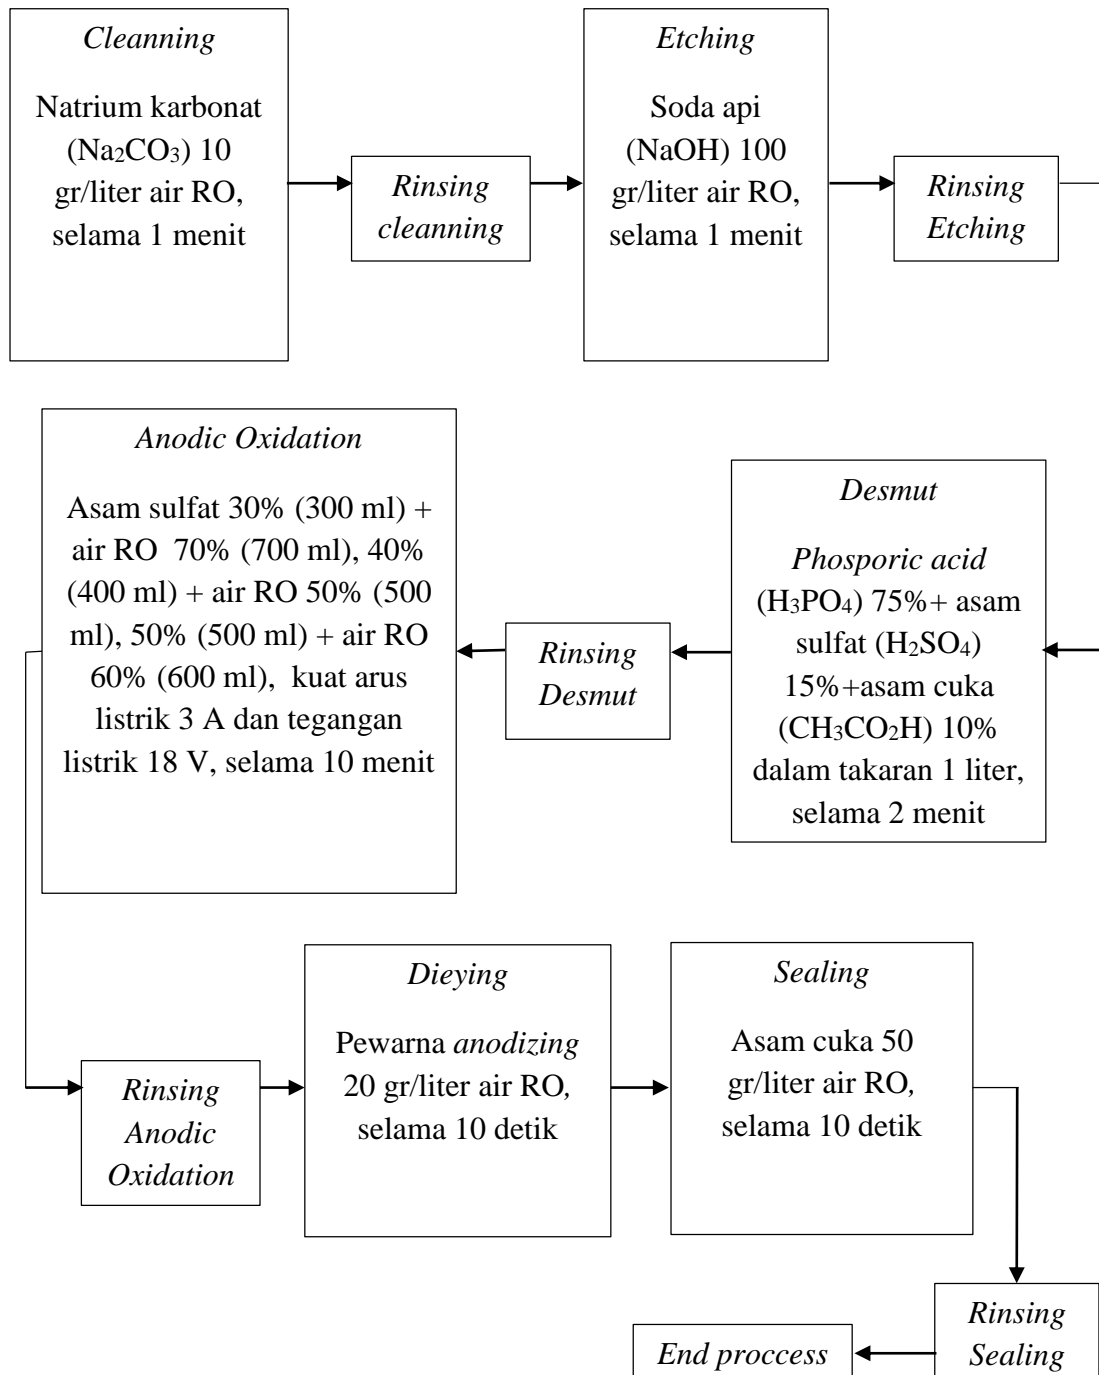 Cleanning
Natrium karbonat
(Na₂CO₃) 10
gr/liter air RO,
selama 1 menit
Rinsing
cleanning
Etching
Soda api
(NaOH) 100
gr/liter air RO,
selama 1 menit
Rinsing
Etching
Desmut
Phosporic acid
(H₃PO₄) 75%+ asam
sulfat (H₂SO₄)
15%+asam cuka
(CH₃CO₂H) 10%
dalam takaran 1 liter,
selama 2 menit
Rinsing
Desmut
Anodic Oxidation
Asam sulfat 30% (300 ml) +
air RO 70% (700 ml), 40%
(400 ml) + air RO 50% (500
ml), 50% (500 ml) + air RO
60% (600 ml), kuat arus
listrik 3 A dan tegangan
listrik 18 V, selama 10 menit
Rinsing
Anodic
Oxidation
Dieying
Pewarna anodizing
20 gr/liter air RO,
selama 10 detik
Sealing
Asam cuka 50
gr/liter air RO,
selama 10 detik
Rinsing
Sealing
End proccess